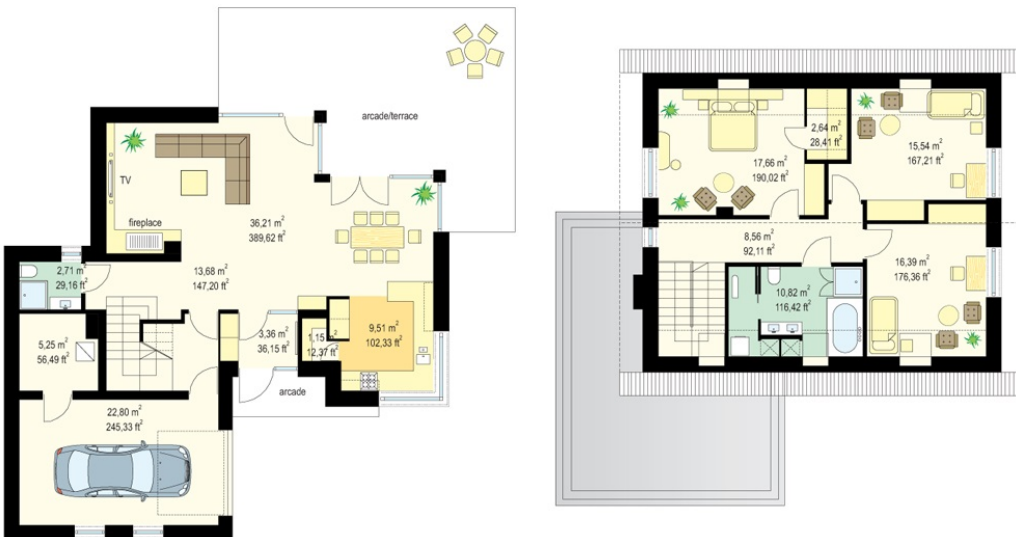 arcade/terrace
TV
fireplace
36,21 m²
389,62 ft²
2,71 m²
29,16 ft²
13,68 m²
147,20 ft²
5,25 m²
56,49 ft²
3,36 m²
36,15 ft²
1,15 m²
12,37 ft²
9,51 m²
102,33 ft²
arcade
22,80 m²
245,33 ft²
17,66 m²
190,02 ft²
2,64 m²
28,41 ft²
15,54 m²
167,21 ft²
8,56 m²
92,11 ft²
16,39 m²
176,36 ft²
10,82 m²
116,42 ft²